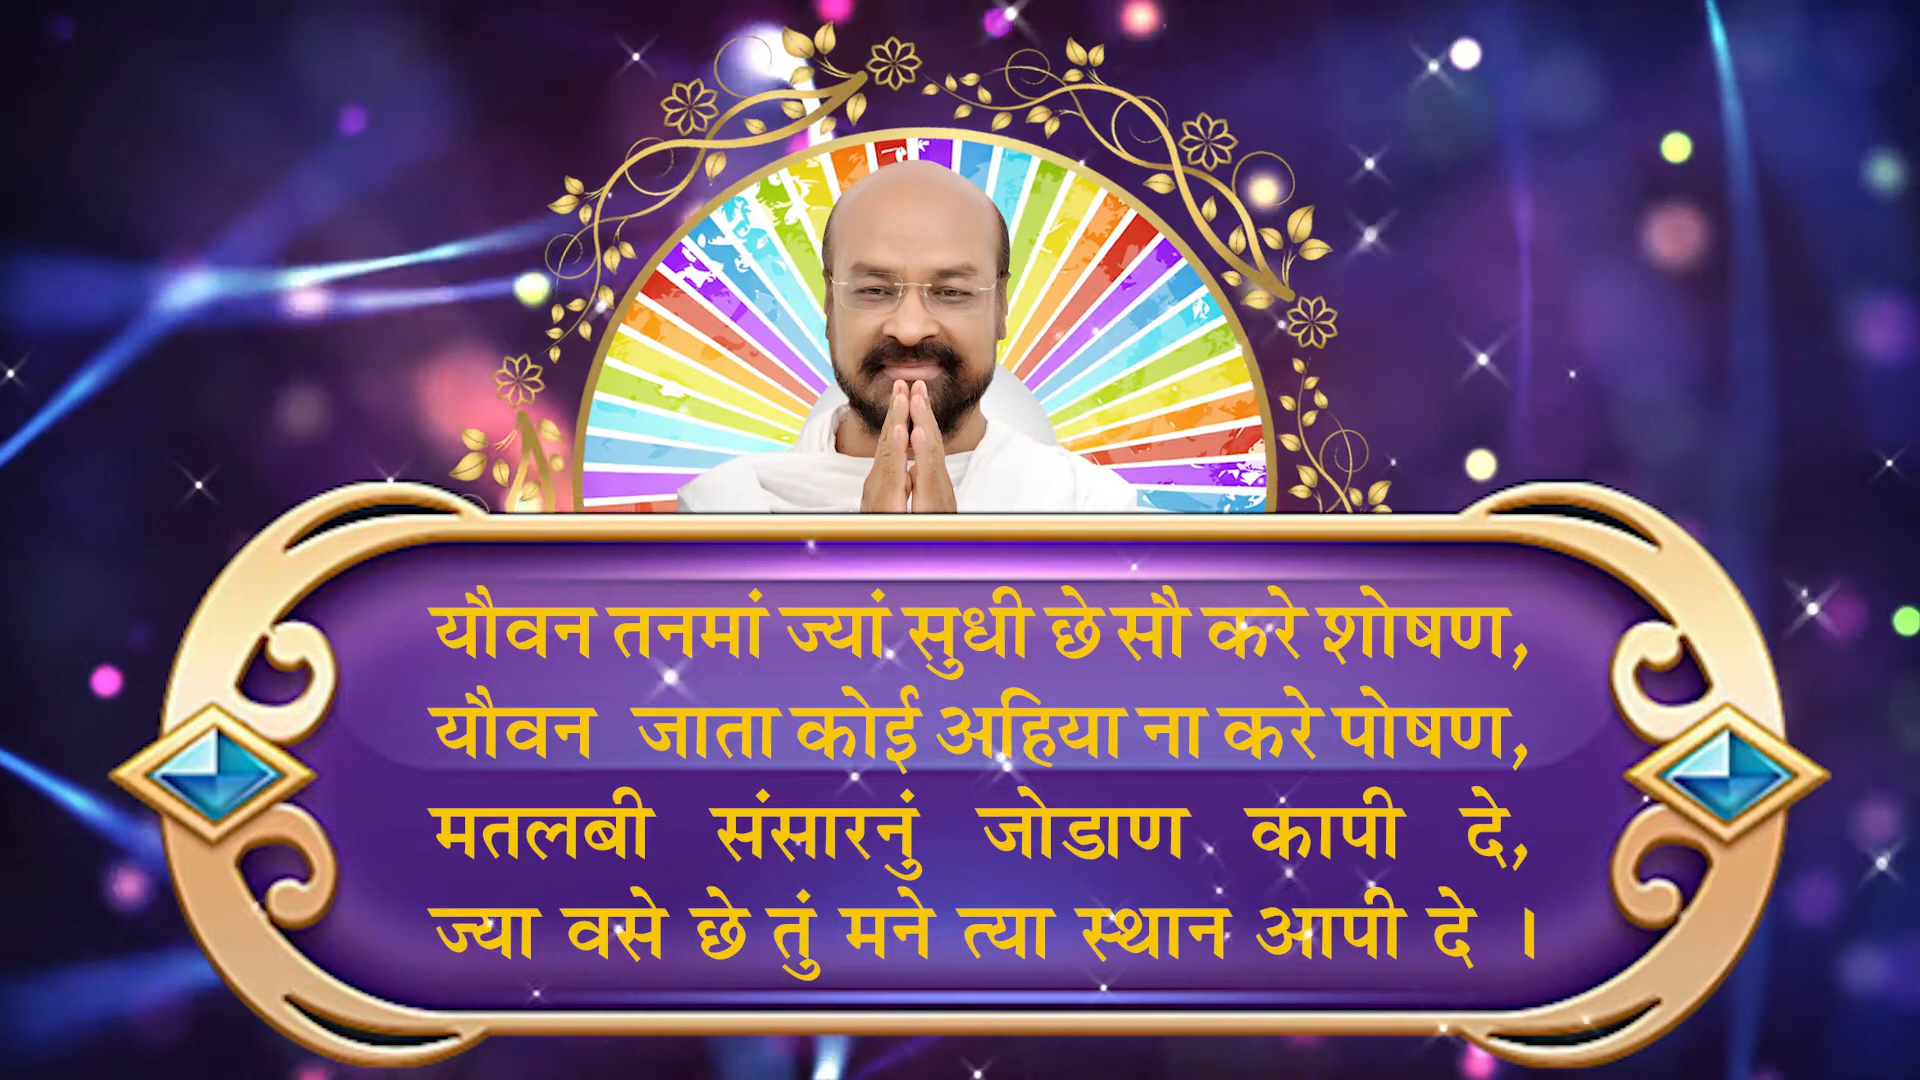 यौवन तनमां ज्यां सुधी छे सौ करे शोषण,
यौवन जाता कोई अहिया ना करे पोषण,
मतलबी संसारनुं जोडाण कापी दे,
ज्या वसे छे तुं मने त्या स्थान आपी दे ।